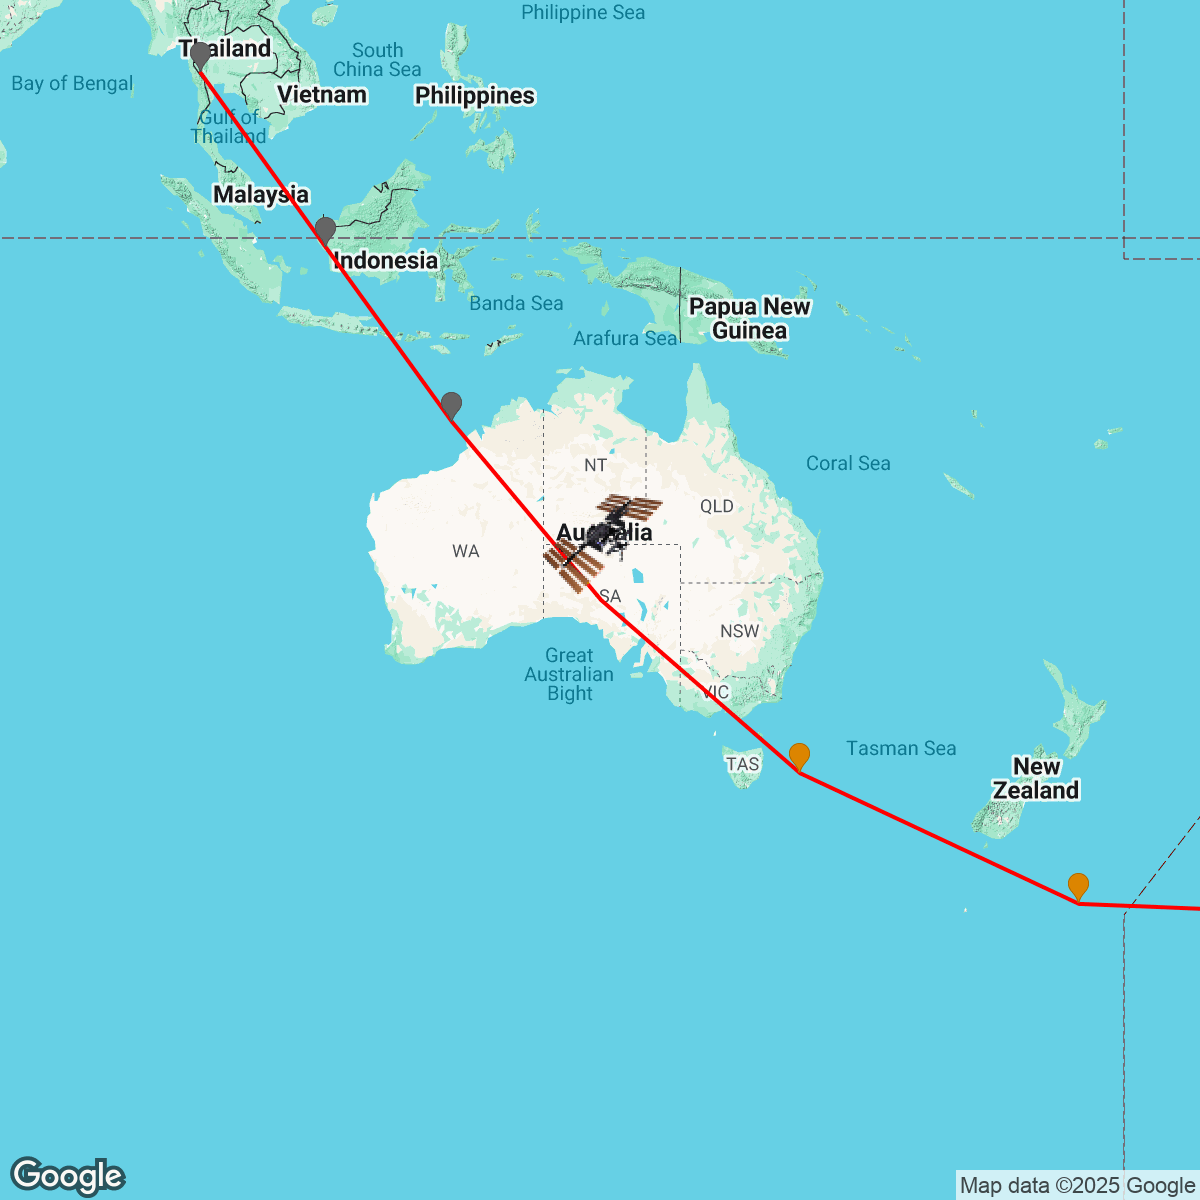 Philippine Sea
Thailand
South
China Sea
Bay of Bengal
Vietnam
Philippines
Gulf of
Thailand
Malaysia
Indonesia
Banda Sea
Papua New
Guinea
Arafura Sea
Coral Sea
NT
QLD
Australia
WA
SA
NSW
Great
Australian
Bight
VIC
Tasman Sea
TAS
New
Zealand
Google
Map data ©2025 Google